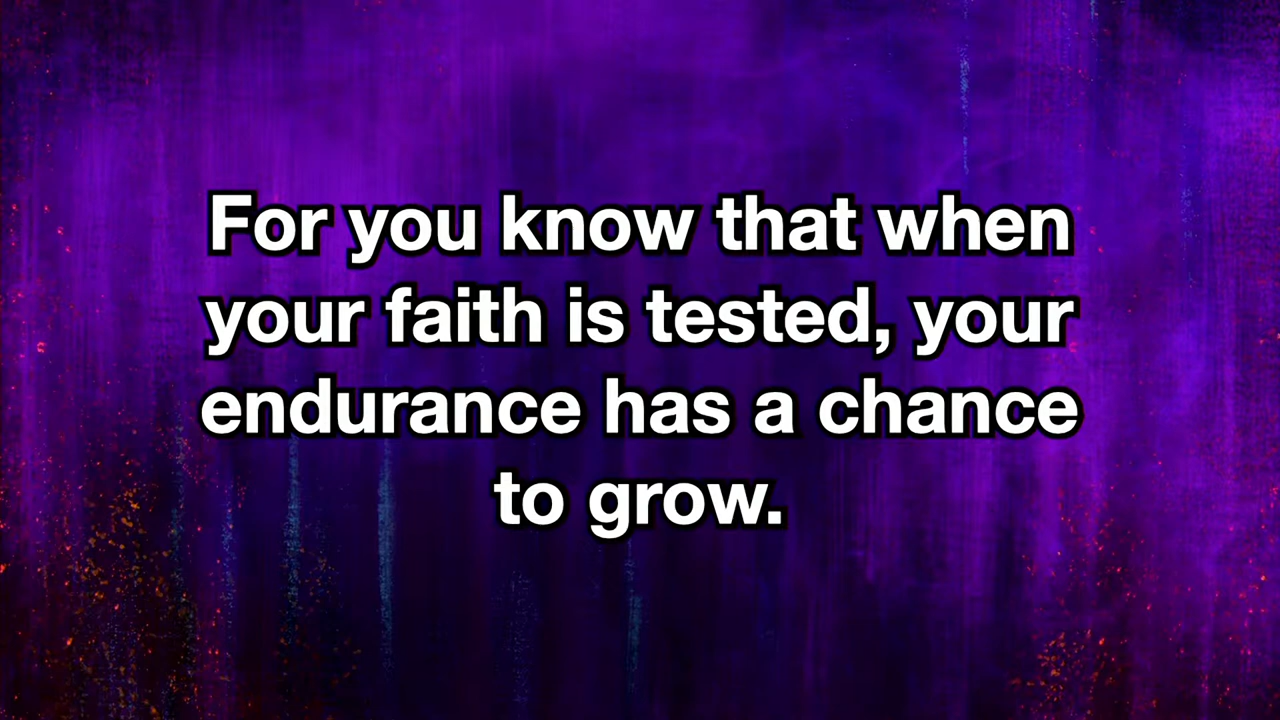 For you know that when
your faith is tested, your
endurance has a chance
to grow.